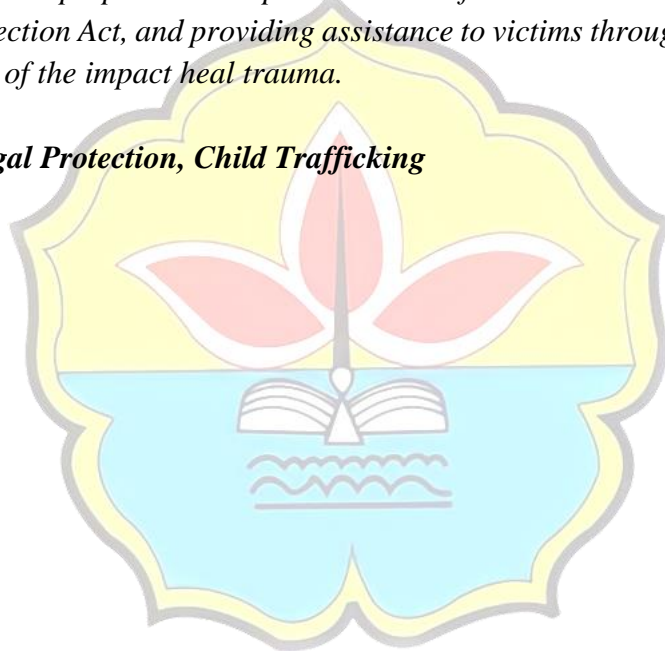 ection Act, and providing assistance to victims throug
of the impact heal trauma.
gal Protection, Child Trafficking